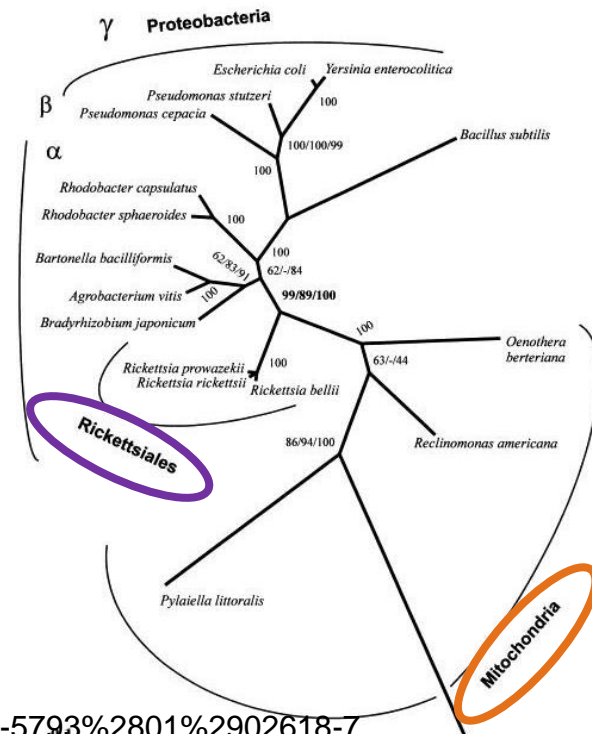 γ Proteobacteria
Escherichia coli
Yersinia enterocolitica
Pseudomonas stutzeri
100
β
Pseudomonas cepacia
Bacillus subtilis
100/100/99
α
100
Rhodobacter capsulatus
Rhodobacter sphaeroides
100
Bartonella bacilliformis
100
62/83/91
62/-/84
Agrobacterium vitis
100
99/89/100
Bradyrhizobium japonicum
100
Oenothera
berteriana
Rickettsia prowazekii
100
63/-/44
Rickettsia rickettsii
Rickettsia bellii
Rickettsiales
86/94/100
Reclinomonas americana
Pylaiella littoralis
Mitochondria
-5793%2801%2902618-7